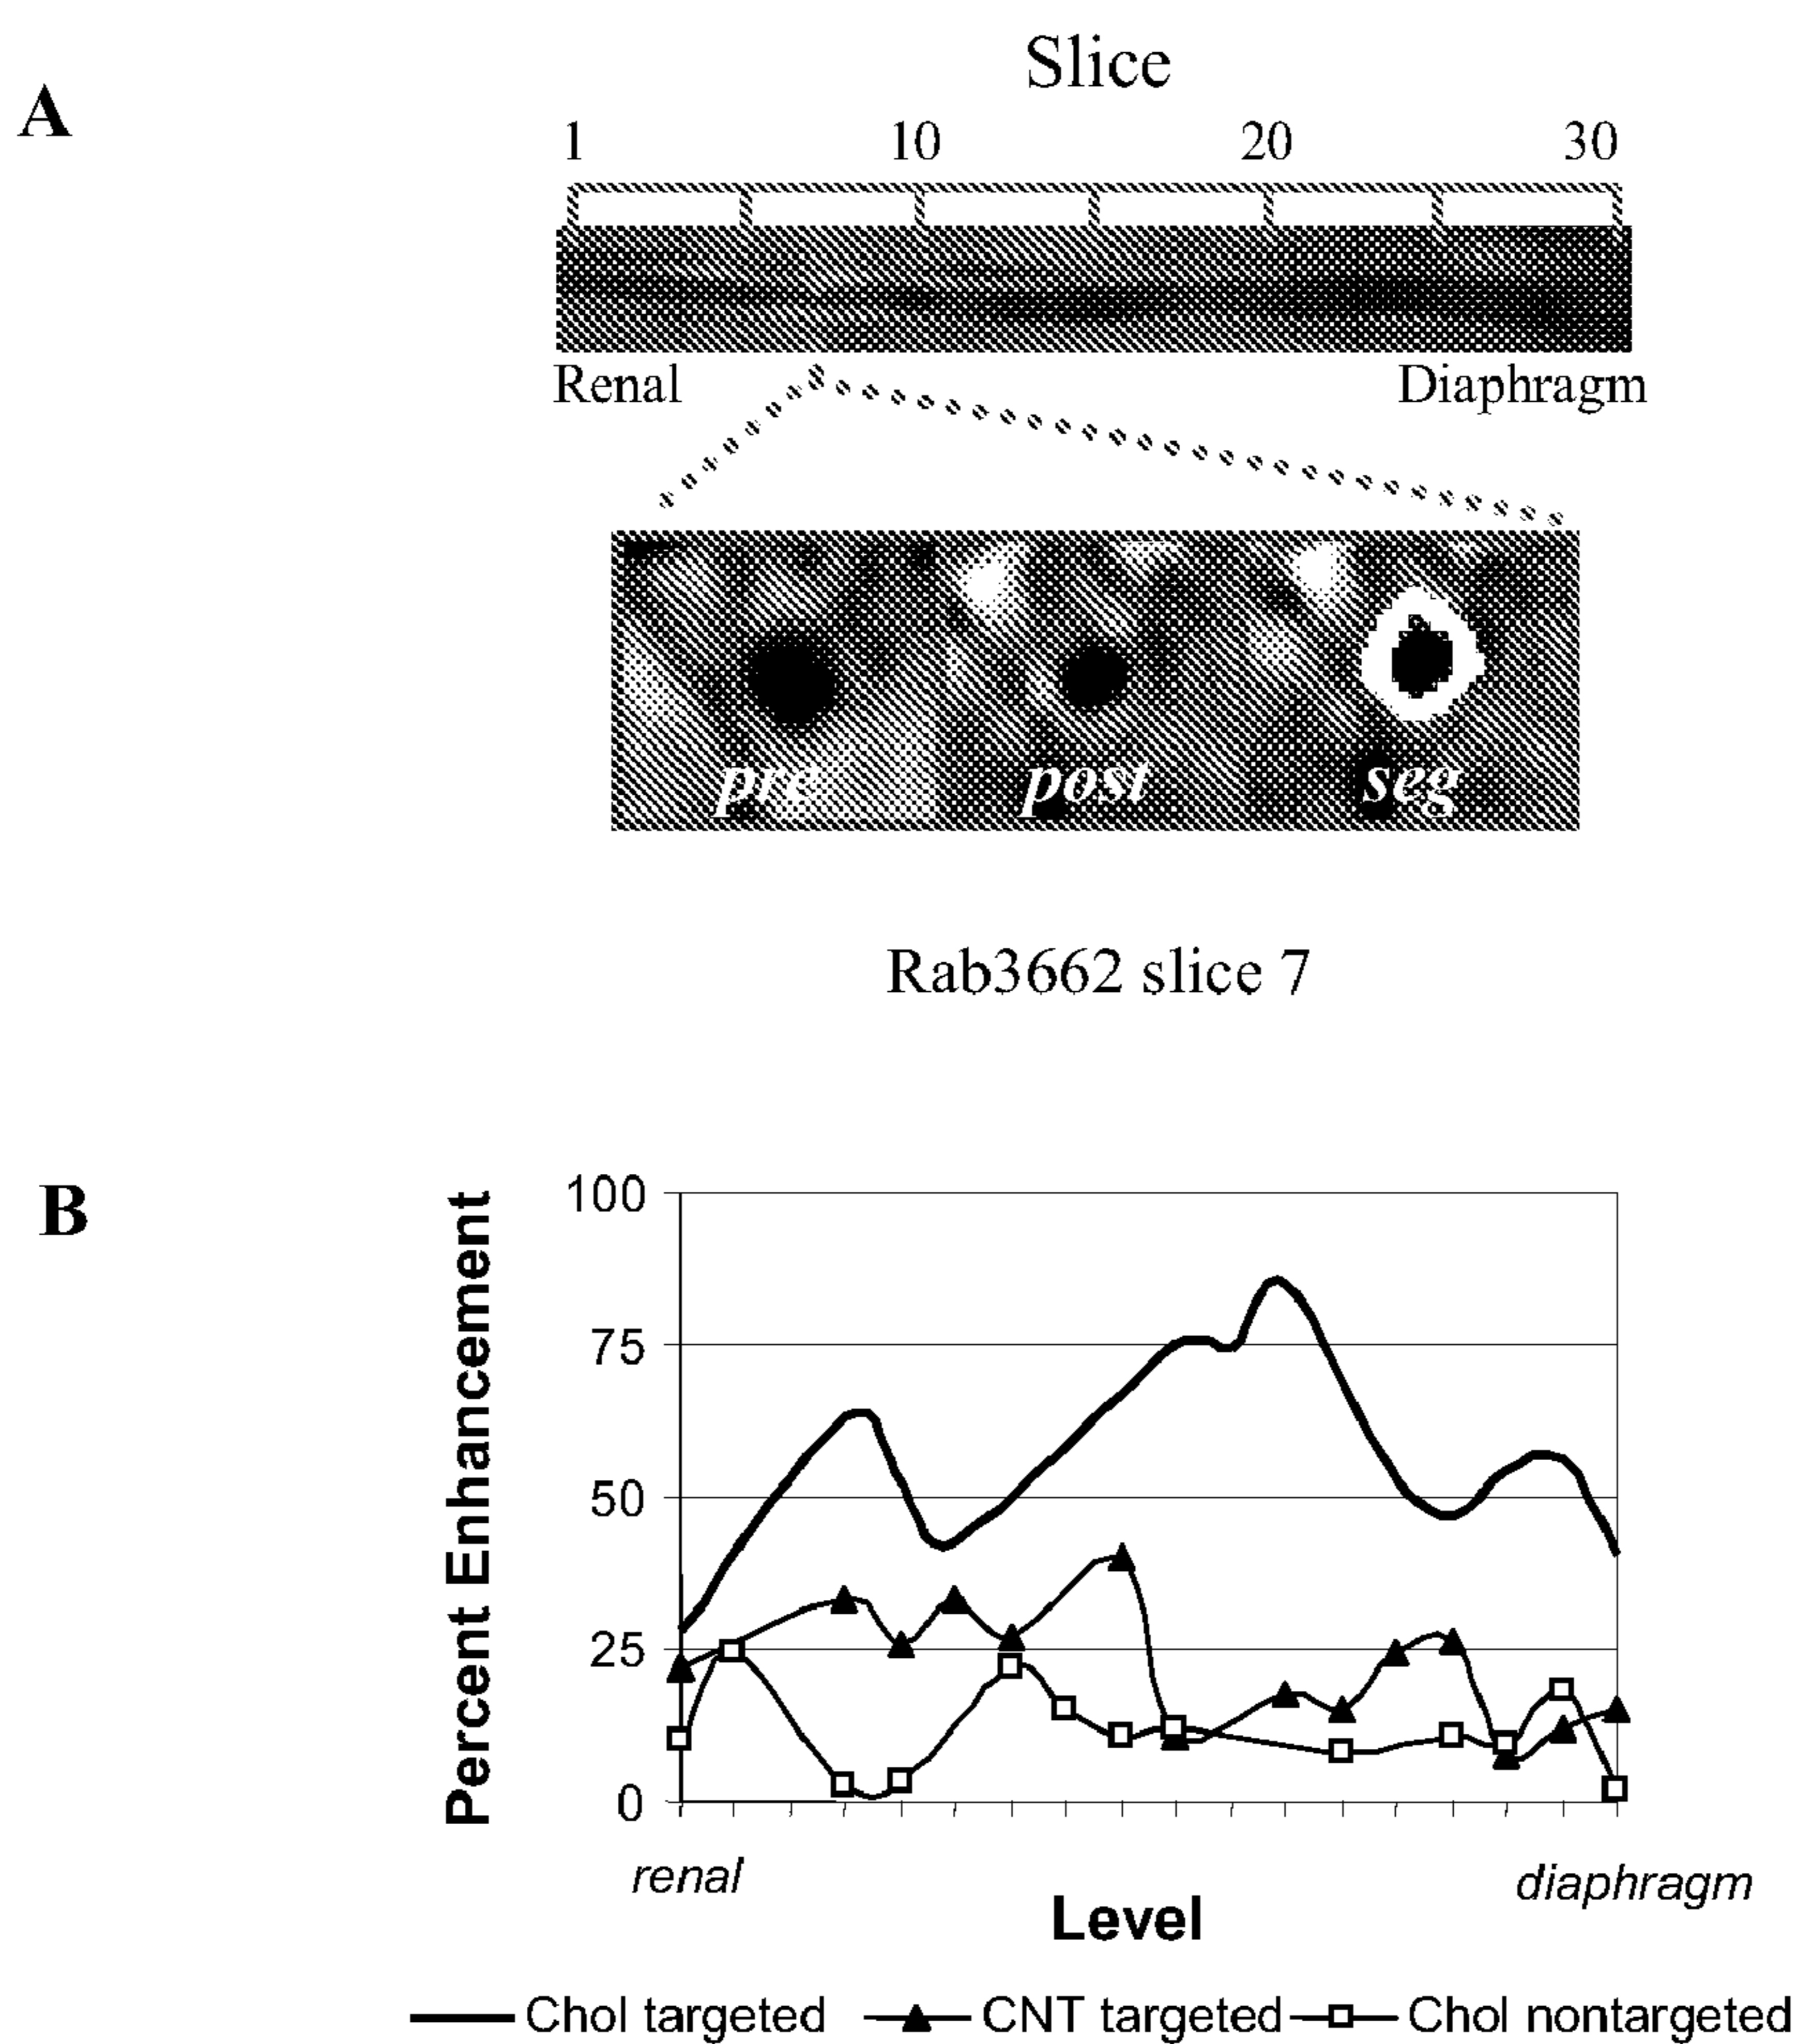 A
Slice
1 10 20 30
Renal Diaphragm
pre post seg
Rab3662 slice 7
B
Percent Enhancement
100
75
50
25
0
renal diaphragm
Level
Chol targeted CNT targeted Chol nontargeted